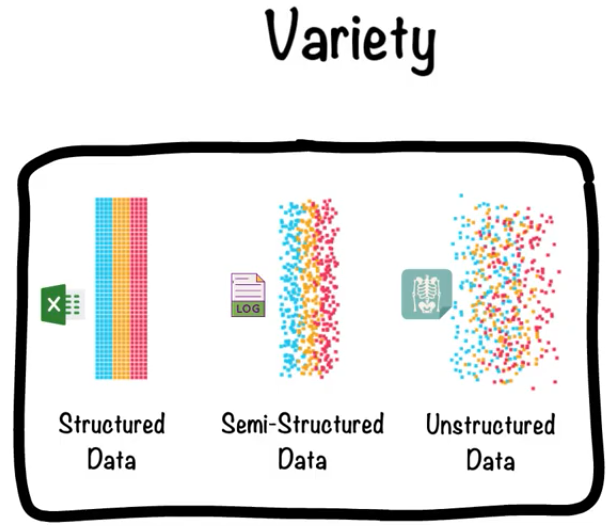 Variety
X
LOG
Structured
Data
Semi-Structured
Data
Unstructured
Data